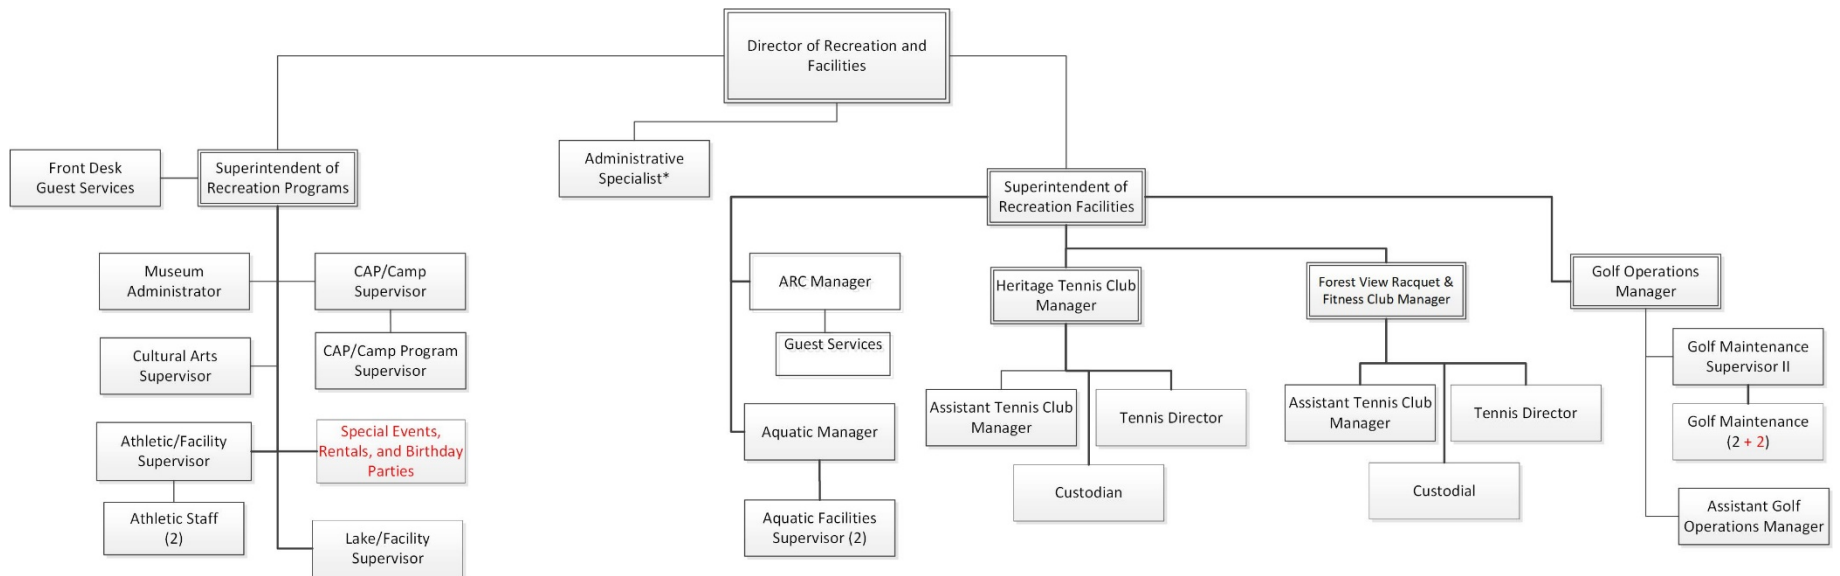 Director of Recreation and
Facilities
Administrative
Specialist*
Front Desk
Guest Services
Superintendent of
Recreation Programs
Museum
Administrator
CAP/Camp
Supervisor
Cultural Arts
Supervisor
CAP/Camp Program
Supervisor
Athletic/Facility
Supervisor
Special Events,
Rentals, and Birthday
Parties
Athletic Staff
(2)
Lake/Facility
Supervisor
Superintendent of
Recreation Facilities
ARC Manager
Guest Services
Aquatic Manager
Aquatic Facilities
Supervisor (2)
Heritage Tennis Club
Manager
Assistant Tennis Club
Manager
Tennis Director
Custodian
Forest View Racquet &
Fitness Club Manager
Assistant Tennis Club
Manager
Tennis Director
Custodial
Golf Operations
Manager
Golf Maintenance
Supervisor II
Golf Maintenance
(2 + 2)
Assistant Golf
Operations Manager